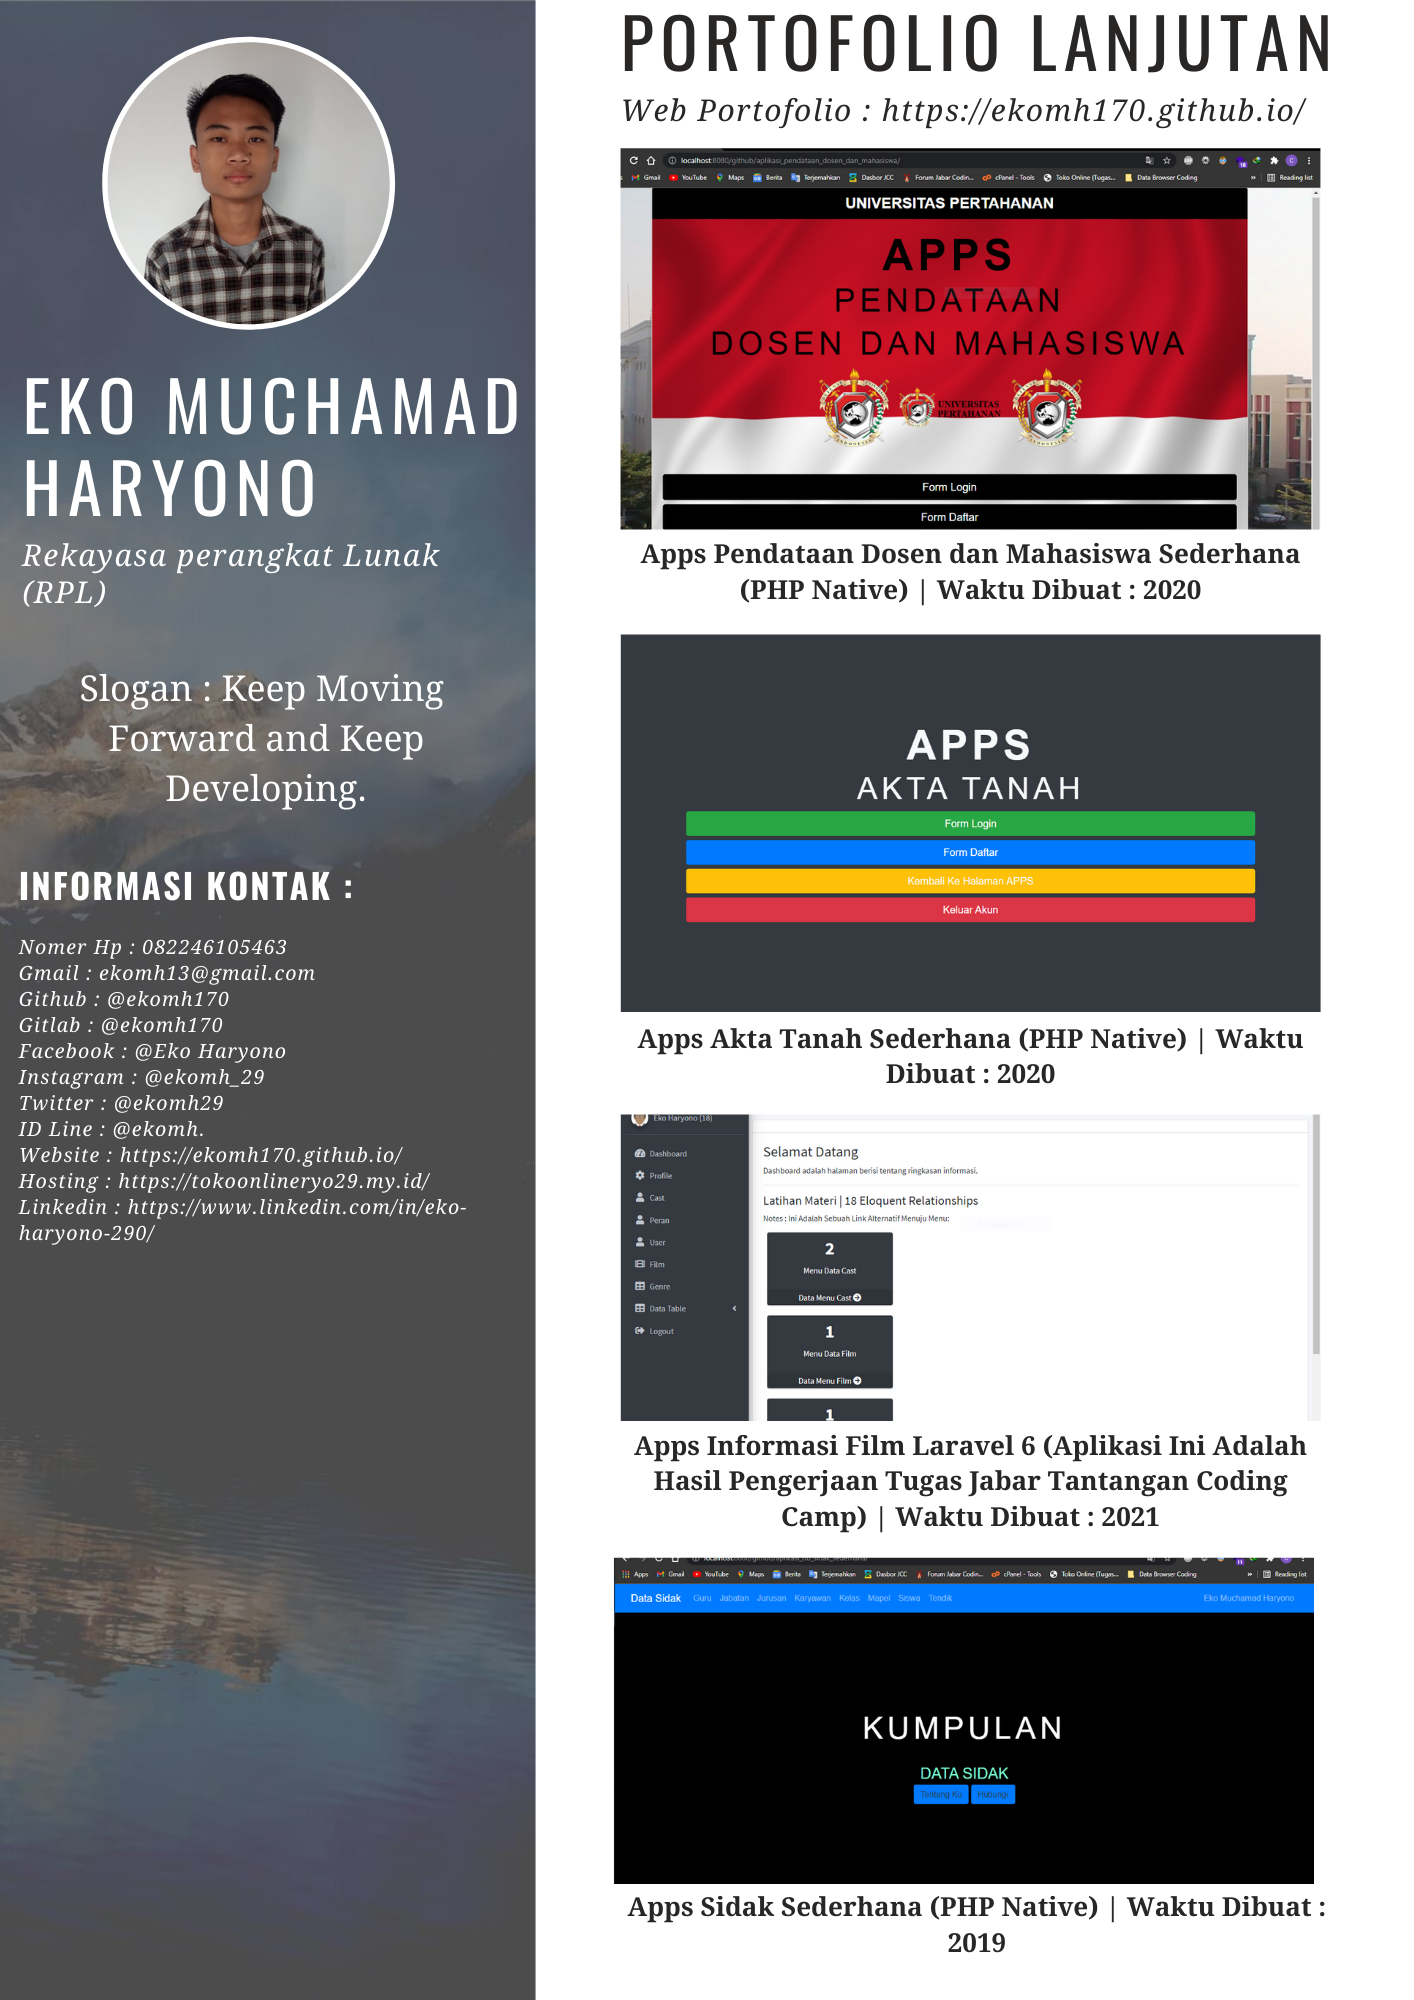 EKO MUCHAMAD
HARYONO
Rekayasa perangkat Lunak
(RPL)
Slogan : Keep Moving
Forward and Keep
Developing.
INFORMASI KONTAK :
Nomer Hp : 082246105463
Gmail : ekomh13@gmail.com
Github : @ekomh170
Gitlab : @ekomh170
Facebook : @Eko Haryono
Instagram : @ekomh_29
Twitter : @ekomh29
ID Line : @ekomh.
Website : https://ekomh170.github.io/
Hosting : https://tokoonlineryo29.my.id/
Linkedin : https://www.linkedin.com/in/eko-
haryono-290/
PORTOFOLIO LANJUTAN
Web Portofolio : https://ekomh170.github.io/
localhost:8080/github/aplikasi_pendataan_dosen_dan_mahasiswa/
Gmail YouTube Maps Berita Terjemahkan Dasbor JCC Forum Jabar Codin... cPanel - Tools Toko Online (Tugas... Data Browser Coding » Reading list
UNIVERSITAS PERTAHANAN
APPS
PENDATAAN
DOSEN DAN MAHASISWA
UNIVERSITAS
PERTAHANAN
Form Login
Form Daftar
Apps Pendataan Dosen dan Mahasiswa Sederhana
(PHP Native) | Waktu Dibuat : 2020
APPS
AKTA TANAH
Form Login
Form Daftar
Kembali Ke Halaman APPS
Keluar Akun
Apps Akta Tanah Sederhana (PHP Native) | Waktu
Dibuat : 2020
Eko Haryono (18)
Dashboard
Profile
Cast
Peran
User
Film
Genre
Data Table
Logout
Selamat Datang
Dashboard adalah halaman berisi tentang ringkasan informasi.
Latihan Materi | 18 Eloquent Relationships
Notes : Ini Adalah Sebuah Link Alternatif Menuju Menu:
2
Menu Data Cast
Data Menu Cast
1
Menu Data Film
Data Menu Film
1
Apps Informasi Film Laravel 6 (Aplikasi Ini Adalah
Hasil Pengerjaan Tugas Jabar Tantangan Coding
Camp) | Waktu Dibuat : 2021
Apps Gmail YouTube Maps Berita Terjemahkan Dasbor JCC Forum Jabar Codin... cPanel - Tools Toko Online (Tugas... Data Browser Coding » Reading list
Data Sidak Guru Jabatan Jurusan Karyawan Kelas Mapel Siswa Tendik Eko Muchamad Haryono
KUMPULAN
DATA SIDAK
Tentang Ku Hubungi
Apps Sidak Sederhana (PHP Native) | Waktu Dibuat :
2019